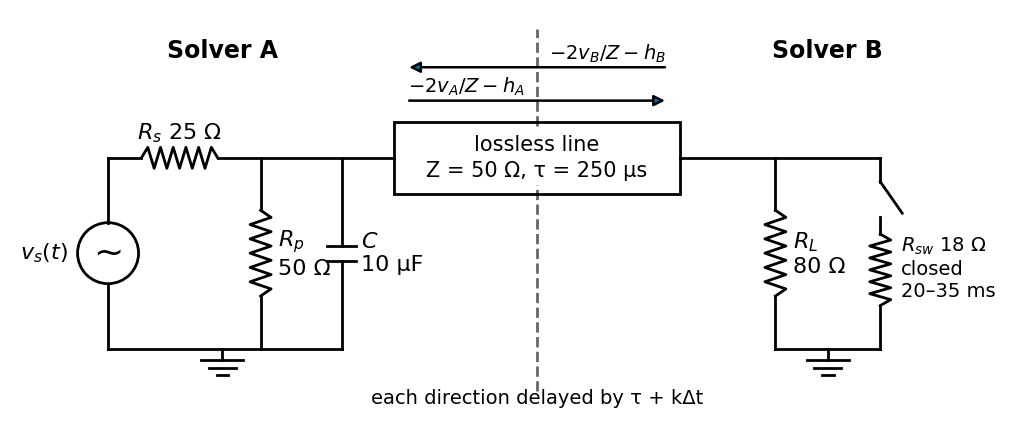 Solver A
Solver B
−2v_B/Z − h_B
−2v_A/Z − h_A
R_s 25 Ω
lossless line
Z = 50 Ω, τ = 250 µs
v_s(t)
~
R_p
50 Ω
C
10 µF
R_L
80 Ω
R_sw 18 Ω
closed
20–35 ms
each direction delayed by τ + kΔt